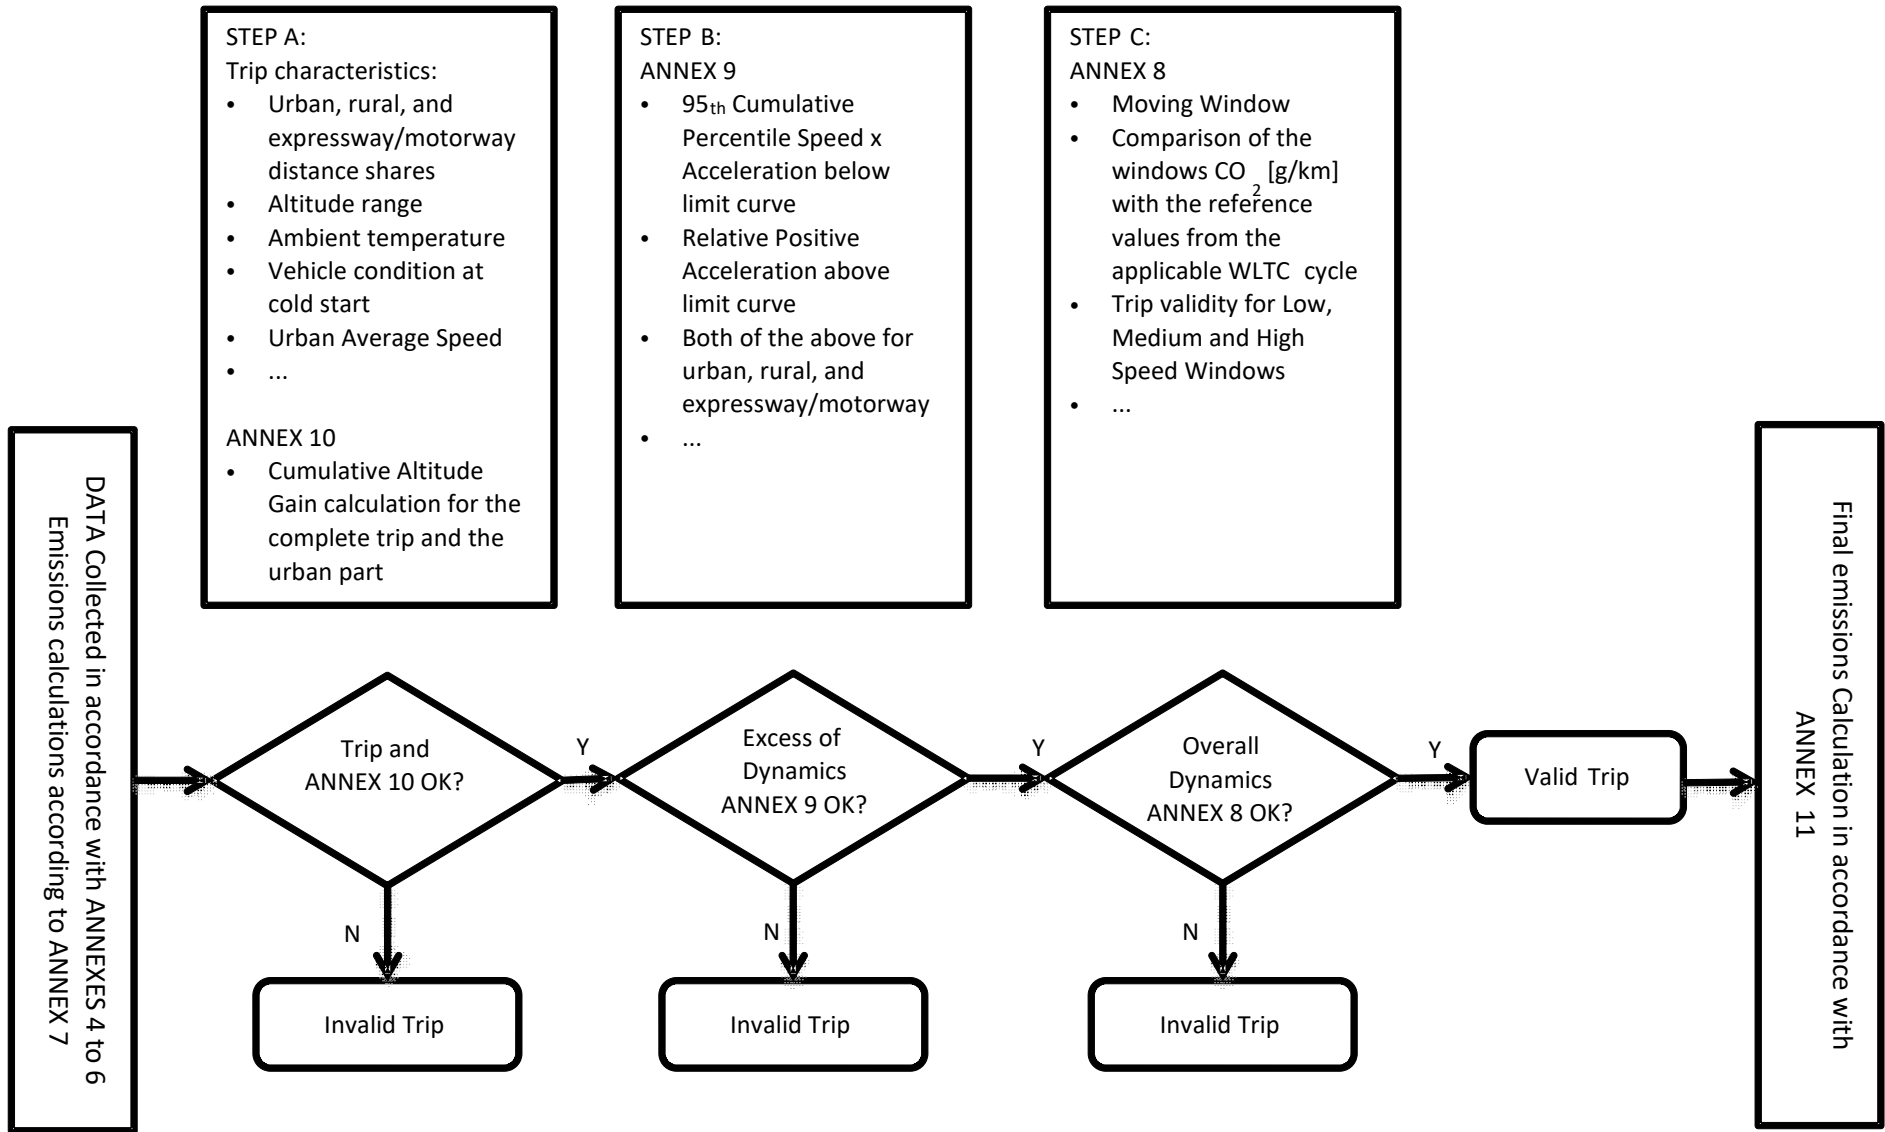 STEP A:
Trip characteristics:
• Urban, rural, and
expressway/motorway
distance shares
• Altitude range
• Ambient temperature
• Vehicle condition at
cold start
• Urban Average Speed
• ...
ANNEX 10
• Cumulative Altitude
Gain calculation for the
complete trip and the
urban part
STEP B:
ANNEX 9
• 95th Cumulative
Percentile Speed x
Acceleration below
limit curve
• Relative Positive
Acceleration above
limit curve
• Both of the above for
urban, rural, and
expressway/motorway
• ...
STEP C:
ANNEX 8
• Moving Window
• Comparison of the
windows CO2 [g/km]
with the reference
values from the
applicable WLTC cycle
• Trip validity for Low,
Medium and High
Speed Windows
• ...
DATA Collected in accordance with ANNEXES 4 to 6
Emissions calculations according to ANNEX 7
Trip and
ANNEX 10 OK?
Y
N
Invalid Trip
Excess of
Dynamics
ANNEX 9 OK?
Y
N
Invalid Trip
Overall
Dynamics
ANNEX 8 OK?
Y
N
Invalid Trip
Valid Trip
Final emissions Calculation in accordance with
ANNEX 11